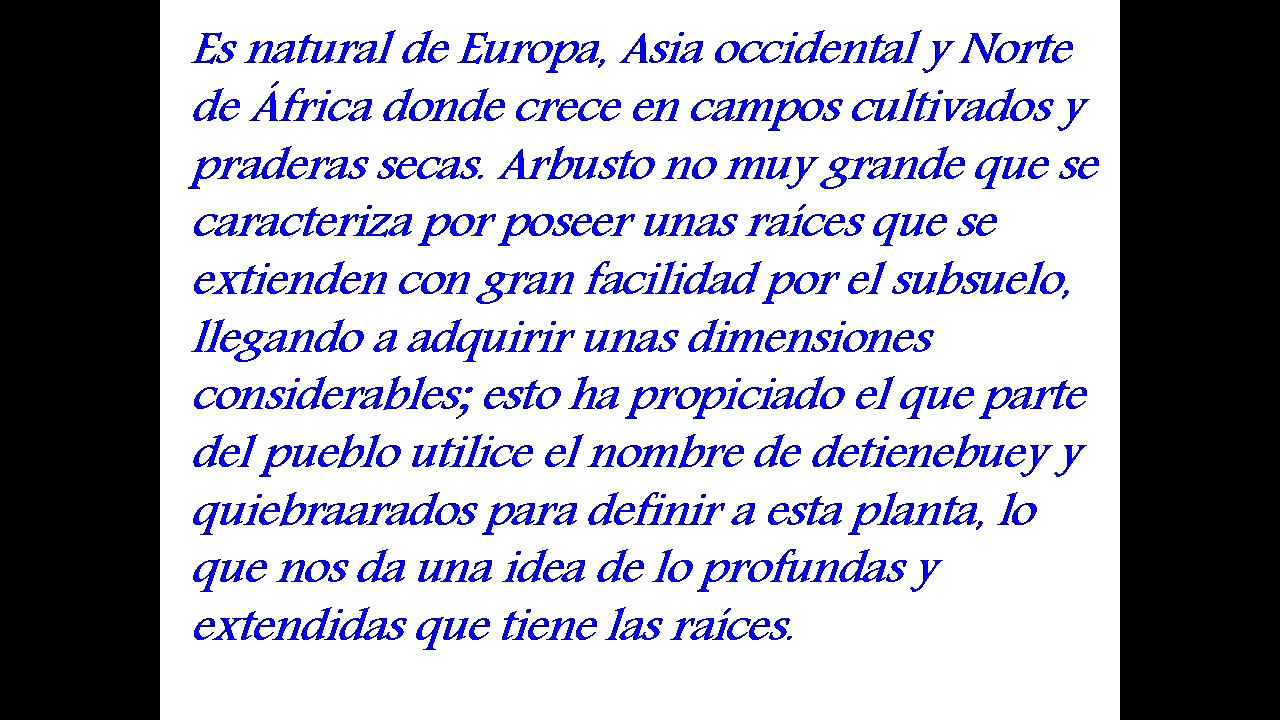 Es natural de Europa, Asia occidental y Norte
de África donde crece en campos cultivados y
praderas secas. Arbusto no muy grande que se
caracteriza por poseer unas raíces que se
extienden con gran facilidad por el subsuelo,
llegando a adquirir unas dimensiones
considerables; esto ha propiciado el que parte
del pueblo utilice el nombre de detienebuey y
quiebraarados para definir a esta planta, lo
que nos da una idea de lo profundas y
extendidas que tiene las raíces.